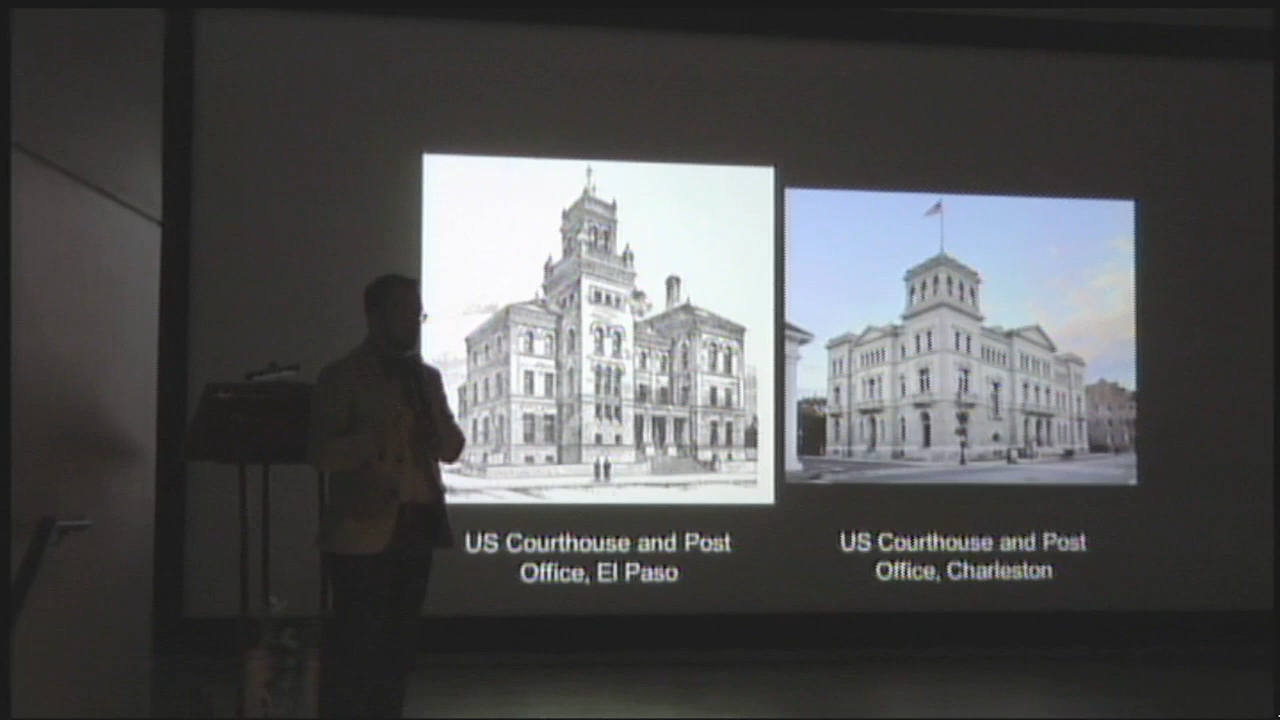 US Courthouse and Post
Office, El Paso
US Courthouse and Post
Office, Charleston